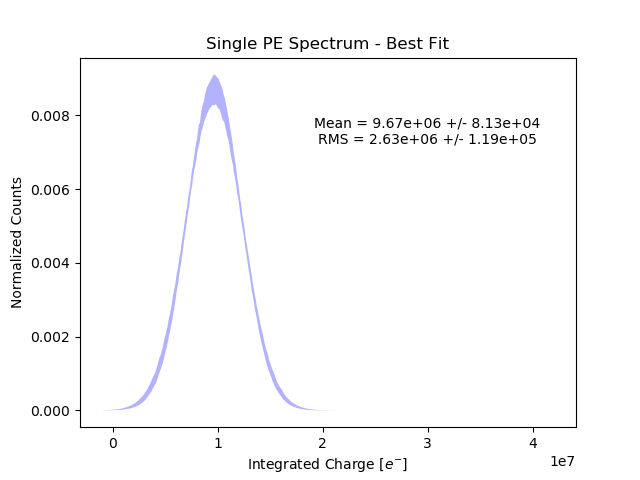 Single PE Spectrum - Best Fit
Mean = 9.67e+06 +/- 8.13e+04
RMS = 2.63e+06 +/- 1.19e+05
Normalized Counts
0.008
0.006
0.004
0.002
0.000
0 1 2 3 4
1e7
Integrated Charge [e⁻]